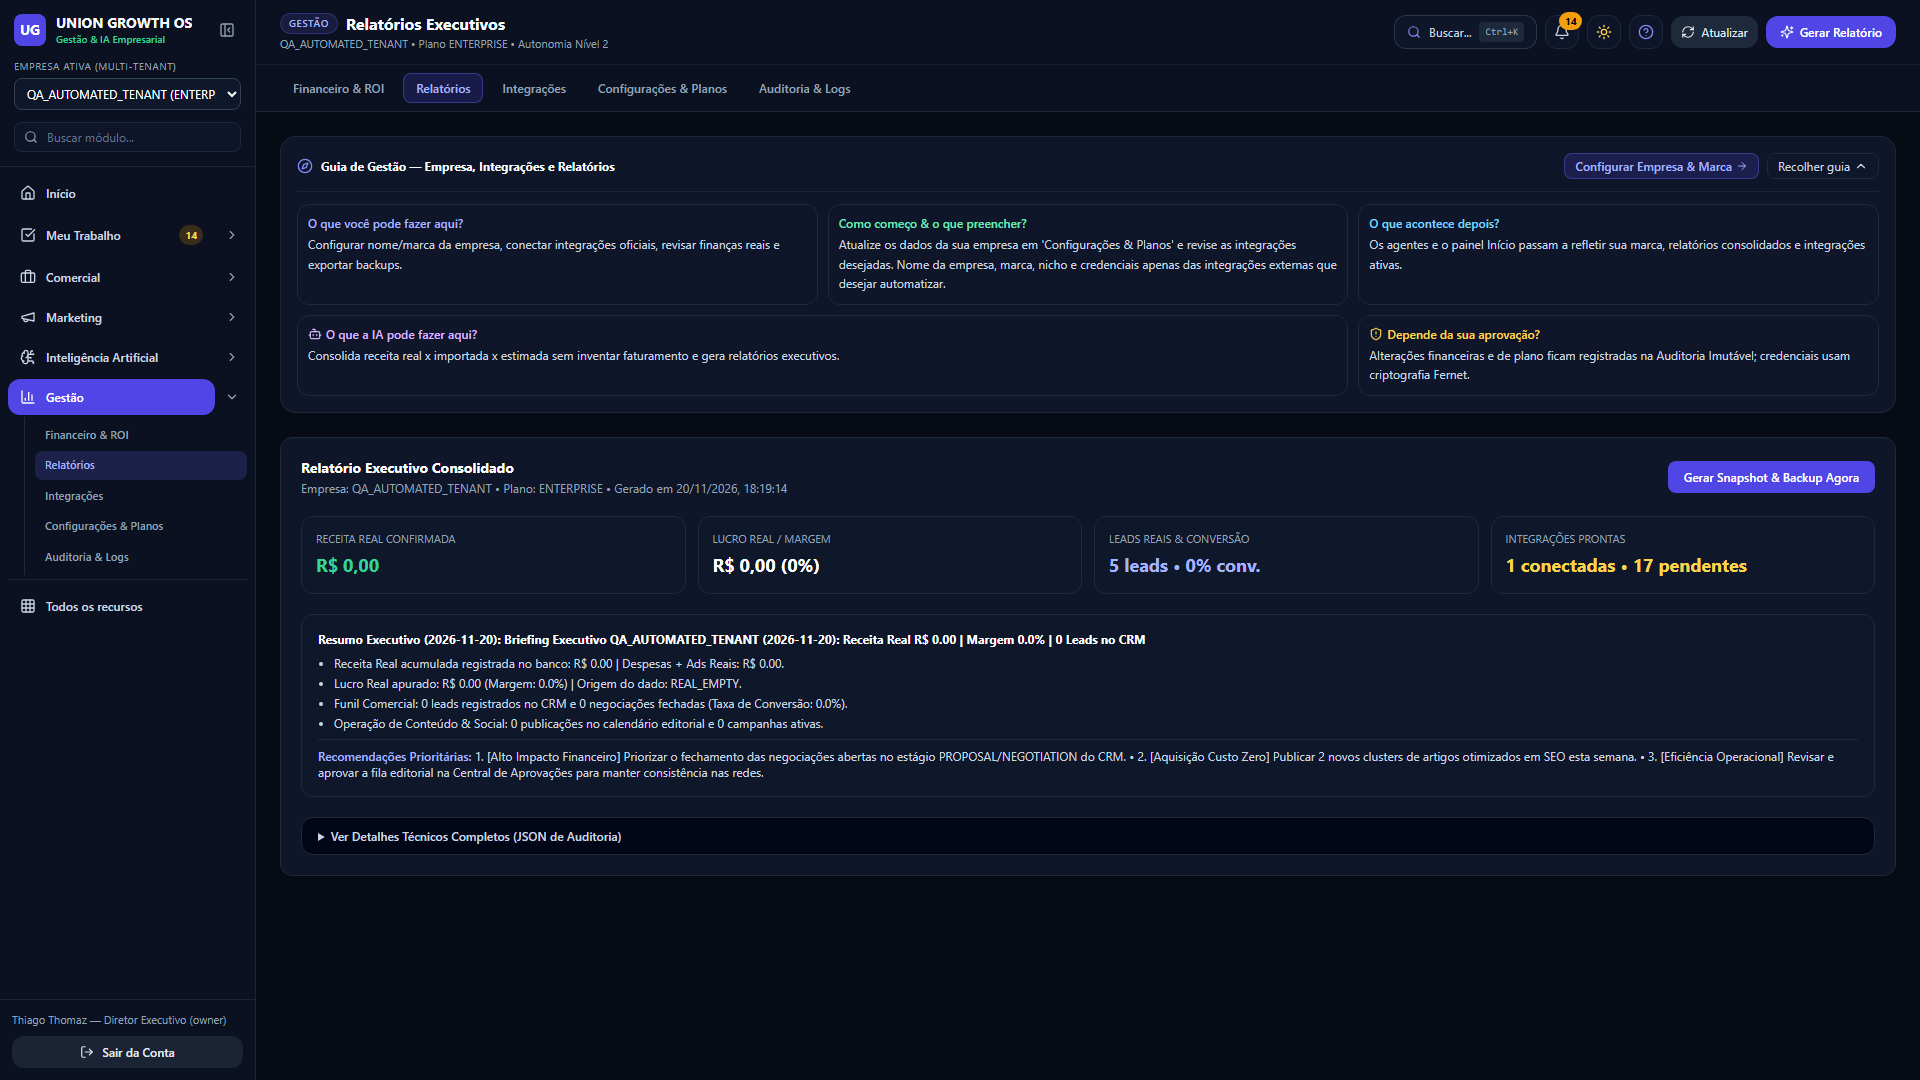 UG
UNION GROWTH OS
Gestão & IA Empresarial
EMPRESA ATIVA (MULTI-TENANT)
QA_AUTOMATED_TENANT (ENTERP
Buscar módulo...
Início
Meu Trabalho
14
Comercial
Marketing
Inteligência Artificial
Gestão
Financeiro & ROI
Relatórios
Integrações
Configurações & Planos
Auditoria & Logs
Todos os recursos
Thiago Thomaz — Diretor Executivo (owner)
Sair da Conta
GESTÃO
Relatórios Executivos
QA_AUTOMATED_TENANT • Plano ENTERPRISE • Autonomia Nível 2
Buscar...
Ctrl+K
14
Atualizar
Gerar Relatório
Financeiro & ROI
Relatórios
Integrações
Configurações & Planos
Auditoria & Logs
Guia de Gestão — Empresa, Integrações e Relatórios
Configurar Empresa & Marca
Recolher guia
O que você pode fazer aqui?
Configurar nome/marca da empresa, conectar integrações oficiais, revisar finanças reais e
exportar backups.
Como começo & o que preencher?
Atualize os dados da sua empresa em 'Configurações & Planos' e revise as integrações
desejadas. Nome da empresa, marca, nicho e credenciais apenas das integrações externas que
desejar automatizar.
O que acontece depois?
Os agentes e o painel Início passam a refletir sua marca, relatórios consolidados e integrações
ativas.
O que a IA pode fazer aqui?
Consolida receita real x importada x estimada sem inventar faturamento e gera relatórios executivos.
Depende da sua aprovação?
Alterações financeiras e de plano ficam registradas na Auditoria Imutável; credenciais usam
criptografia Fernet.
Relatório Executivo Consolidado
Empresa: QA_AUTOMATED_TENANT • Plano: ENTERPRISE • Gerado em 20/11/2026, 18:19:14
Gerar Snapshot & Backup Agora
RECEITA REAL CONFIRMADA
R$ 0,00
LUCRO REAL / MARGEM
R$ 0,00 (0%)
LEADS REAIS & CONVERSÃO
5 leads • 0% conv.
INTEGRAÇÕES PRONTAS
1 conectadas • 17 pendentes
Resumo Executivo (2026-11-20): Briefing Executivo QA_AUTOMATED_TENANT (2026-11-20): Receita Real R$ 0.00 | Margem 0.0% | 0 Leads no CRM
• Receita Real acumulada registrada no banco: R$ 0.00 | Despesas + Ads Reais: R$ 0.00.
• Lucro Real apurado: R$ 0.00 (Margem: 0.0%) | Origem do dado: REAL_EMPTY.
• Funil Comercial: 0 leads registrados no CRM e 0 negociações fechadas (Taxa de Conversão: 0.0%).
• Operação de Conteúdo & Social: 0 publicações no calendário editorial e 0 campanhas ativas.
Recomendações Prioritárias: 1. [Alto Impacto Financeiro] Priorizar o fechamento das negociações abertas no estágio PROPOSAL/NEGOTIATION do CRM. • 2. [Aquisição Custo Zero] Publicar 2 novos clusters de artigos otimizados em SEO esta semana. • 3. [Eficiência Operacional] Revisar e
aprovar a fila editorial na Central de Aprovações para manter consistência nas redes.
Ver Detalhes Técnicos Completos (JSON de Auditoria)